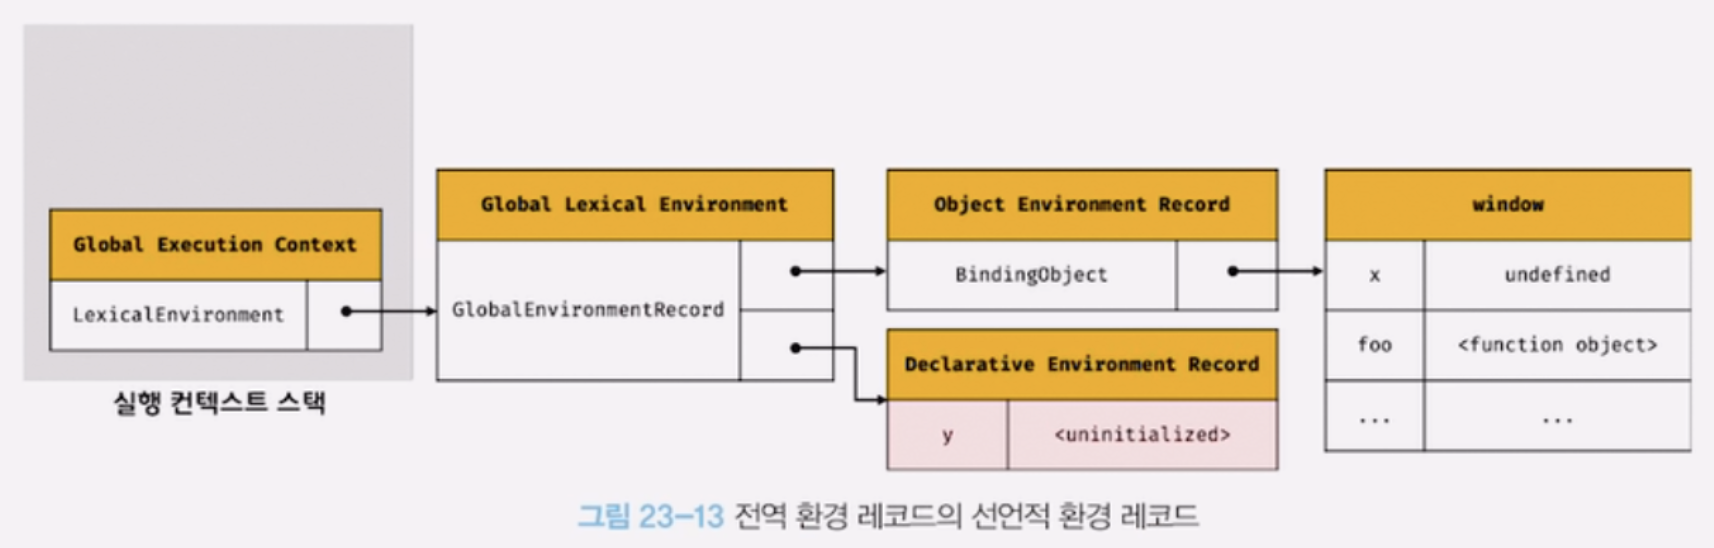 Global Execution Context
LexicalEnvironment
실행 컨텍스트 스택
Global Lexical Environment
GlobalEnvironmentRecord
Object Environment Record
BindingObject
Declarative Environment Record
y <uninitialized>
window
x undefined
foo <function object>
... ...
그림 23-13 전역 환경 레코드의 선언적 환경 레코드